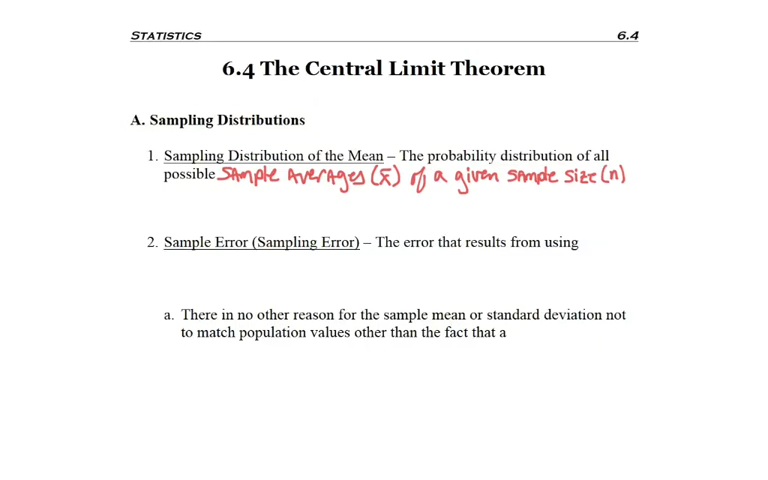 STATISTICS 6.4
6.4 The Central Limit Theorem
A. Sampling Distributions
1. Sampling Distribution of the Mean – The probability distribution of all
possible SAmple AverAges (x̄) of a given SAmple Size (n)
2. Sample Error (Sampling Error) – The error that results from using
a. There in no other reason for the sample mean or standard deviation not
to match population values other than the fact that a